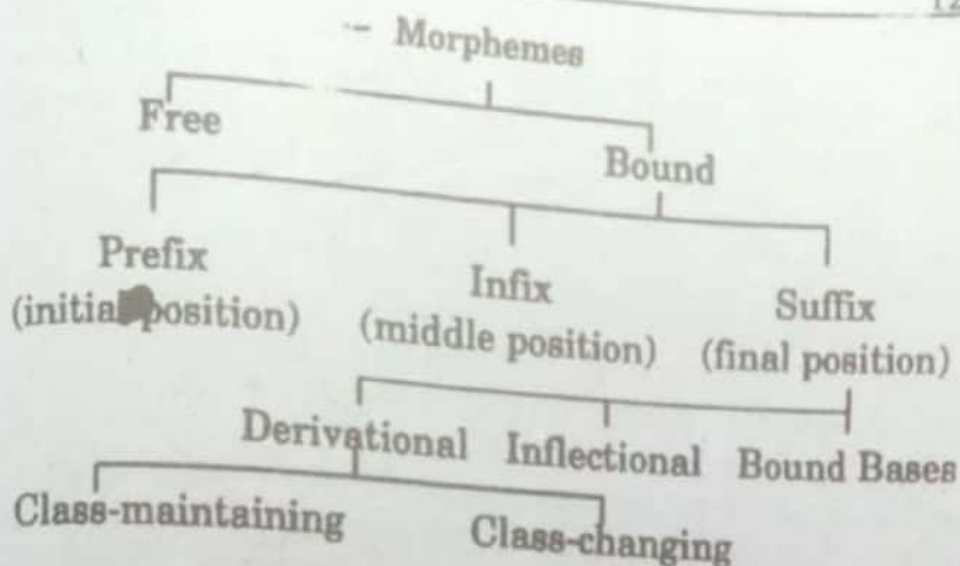 Morphemes
Free
Bound
Prefix
(initial position)
Infix
(middle position)
Suffix
(final position)
Derivational Inflectional Bound Bases
Class-maintaining
Class-changing